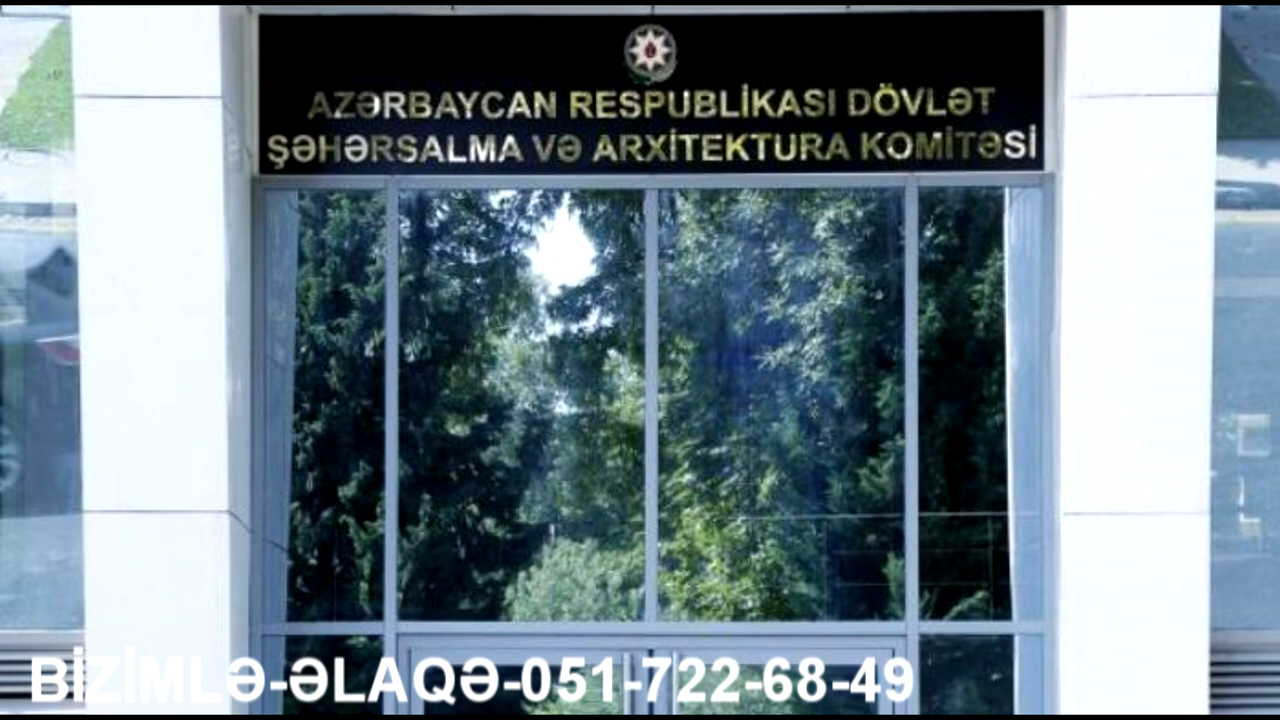 AZƏRBAYCAN RESPUBLİKASI DÖVLƏT
ŞƏHƏRSALMA VƏ ARXİTEKTURA KOMİTƏSİ
BİZİMLƏ-ƏLAQƏ-051-722-68-49